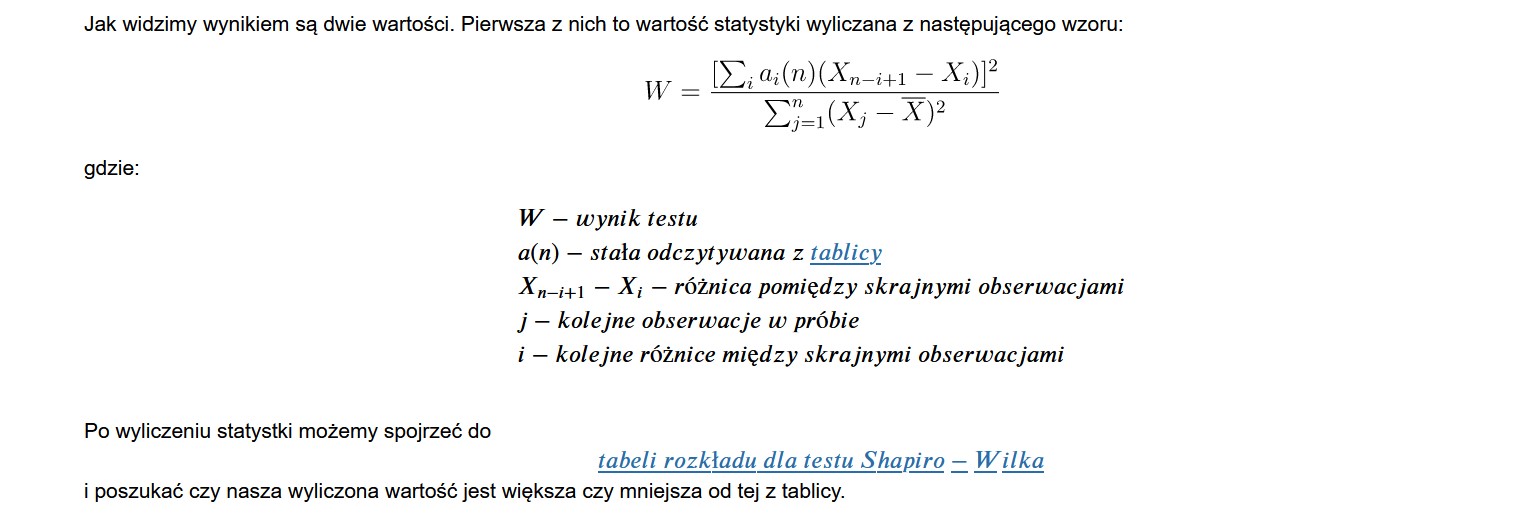 Jak widzimy wynikiem są dwie wartości. Pierwsza z nich to wartość statystyki wyliczana z następującego wzoru:
W = \frac{[\sum_i a_i(n)(X_{n-i+1} - X_i)]^2}{\sum_{j=1}^{n}(X_j - \overline{X})^2}
gdzie:
W – wynik testu
a(n) – stała odczytywana z tablicy
X_{n-i+1} – X_i – różnica pomiędzy skrajnymi obserwacjami
j – kolejne obserwacje w próbie
i – kolejne różnice między skrajnymi obserwacjami
Po wyliczeniu statystki możemy spojrzeć do
tabeli rozkładu dla testu Shapiro – Wilka
i poszukać czy nasza wyliczona wartość jest większa czy mniejsza od tej z tablicy.